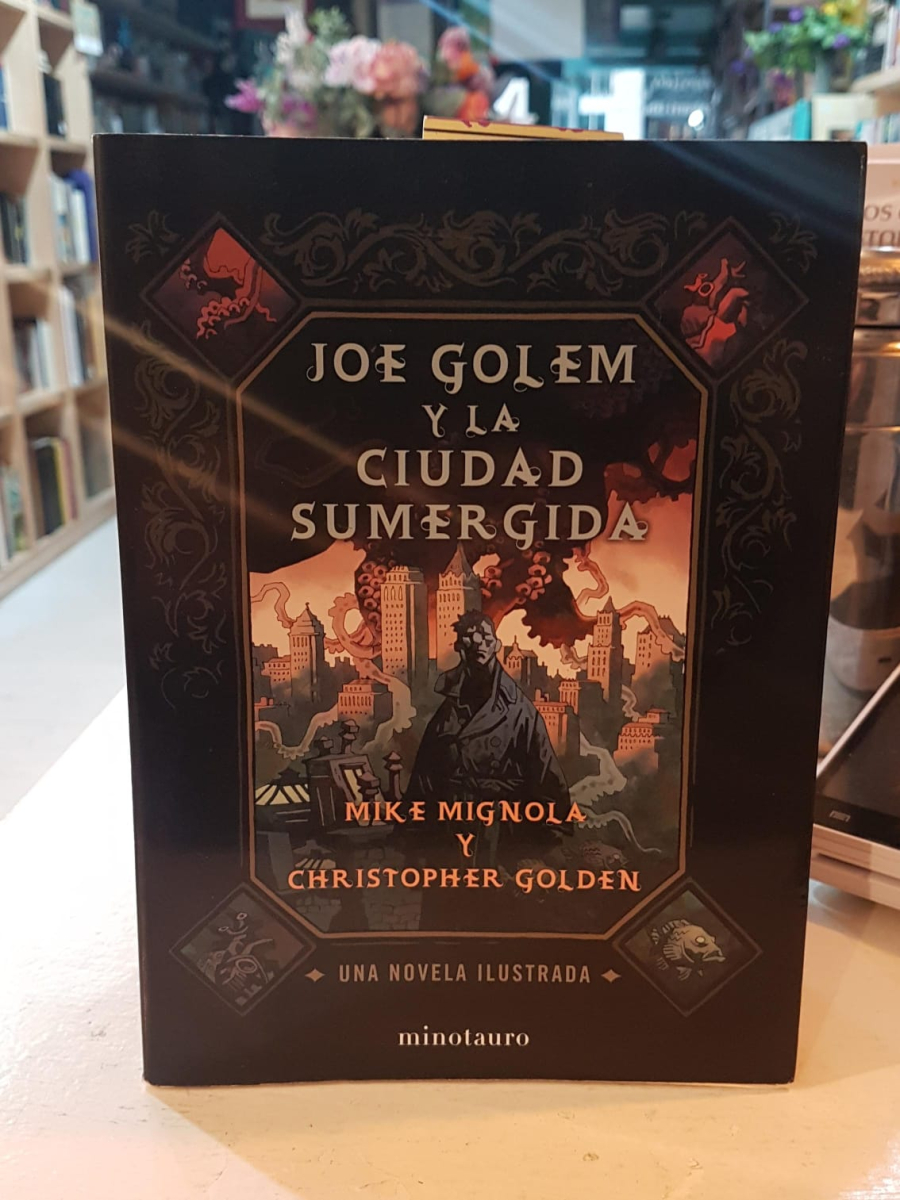 JOE GOLEM
Y LA
CIUDAD
SUMERGIDA
MIKE MIGNOLA
Y
CHRISTOPHER GOLDEN
UNA NOVELA ILUSTRADA
minotauro